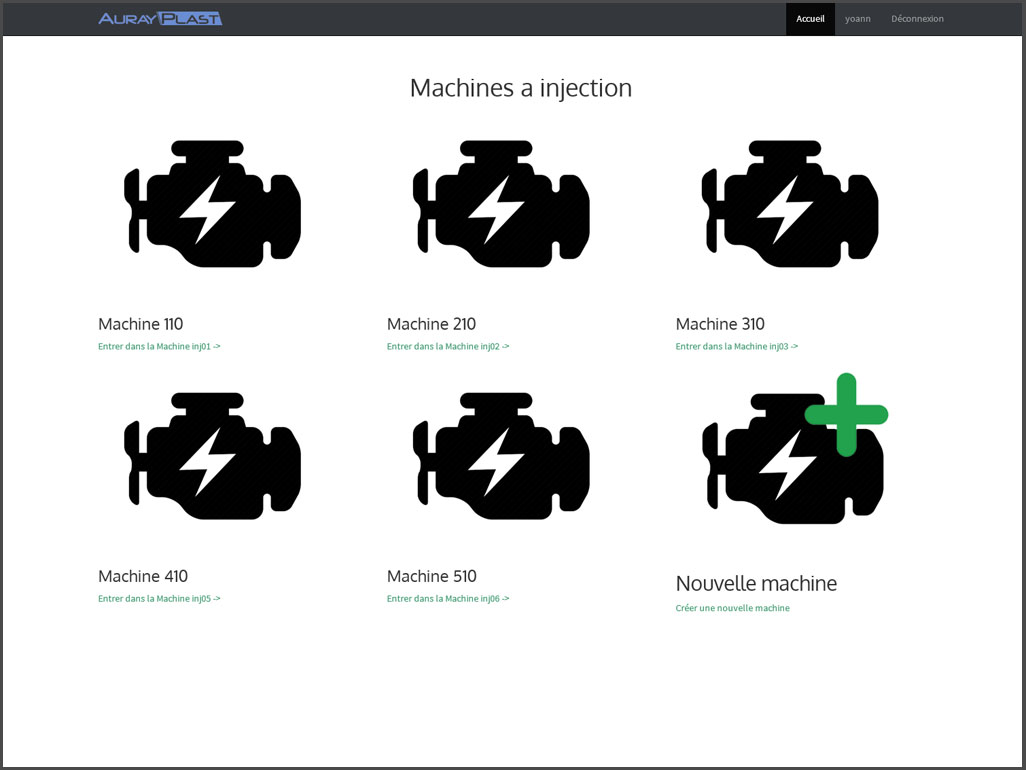 AURAY PLAST
Accueil yoann Déconnexion
Machines a injection
Machine 110 Machine 210 Machine 310
Entrer dans la Machine inj01 -> Entrer dans la Machine inj02 -> Entrer dans la Machine inj03 ->
Machine 410 Machine 510 Nouvelle machine
Entrer dans la Machine inj05 -> Entrer dans la Machine inj06 -> Créer une nouvelle machine